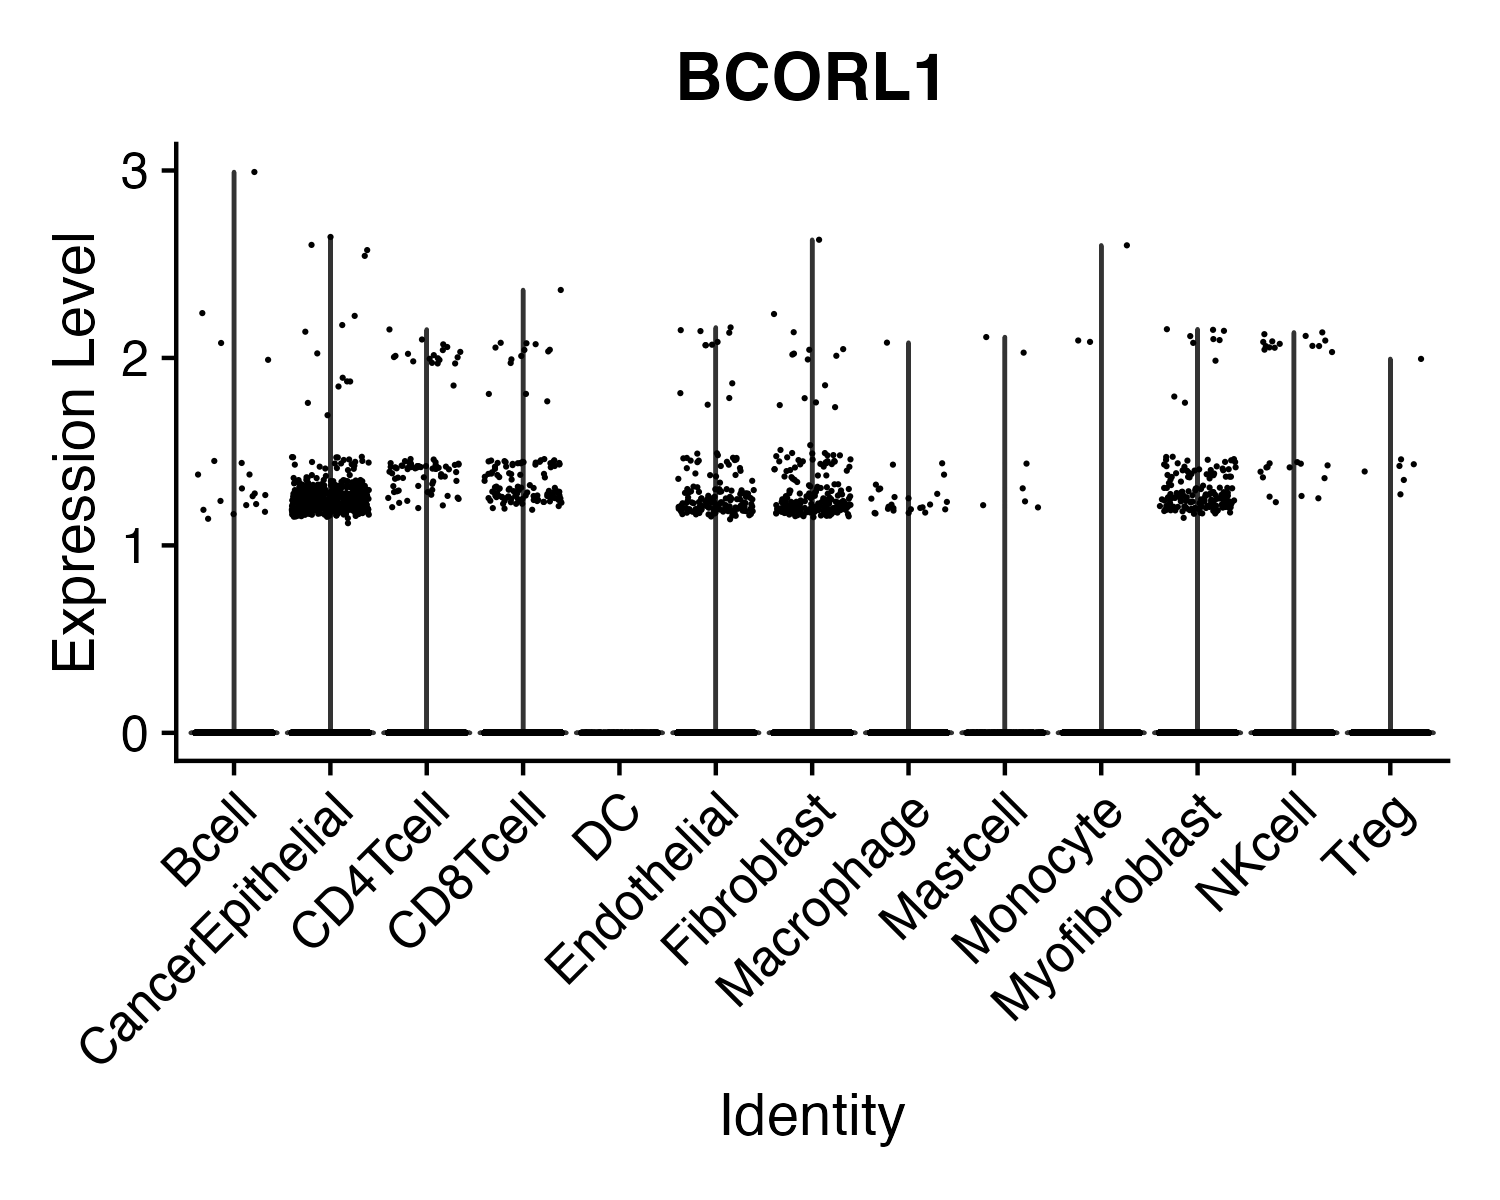 BCORL1
Expression Level
3
2
1
0
Bcell
CancerEpithelial
CD4Tcell
CD8Tcell
DC
Endothelial
Fibroblast
Macrophage
Mastcell
Monocyte
Myofibroblast
NKcell
Treg
Identity